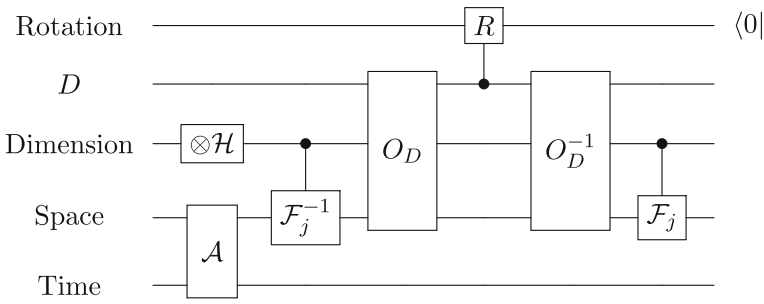 Rotation R ⟨0|
D
Dimension ⊗ℋ O_D O_D^{-1}
Space ℱ_j^{-1} ℱ_j
𝒜
Time